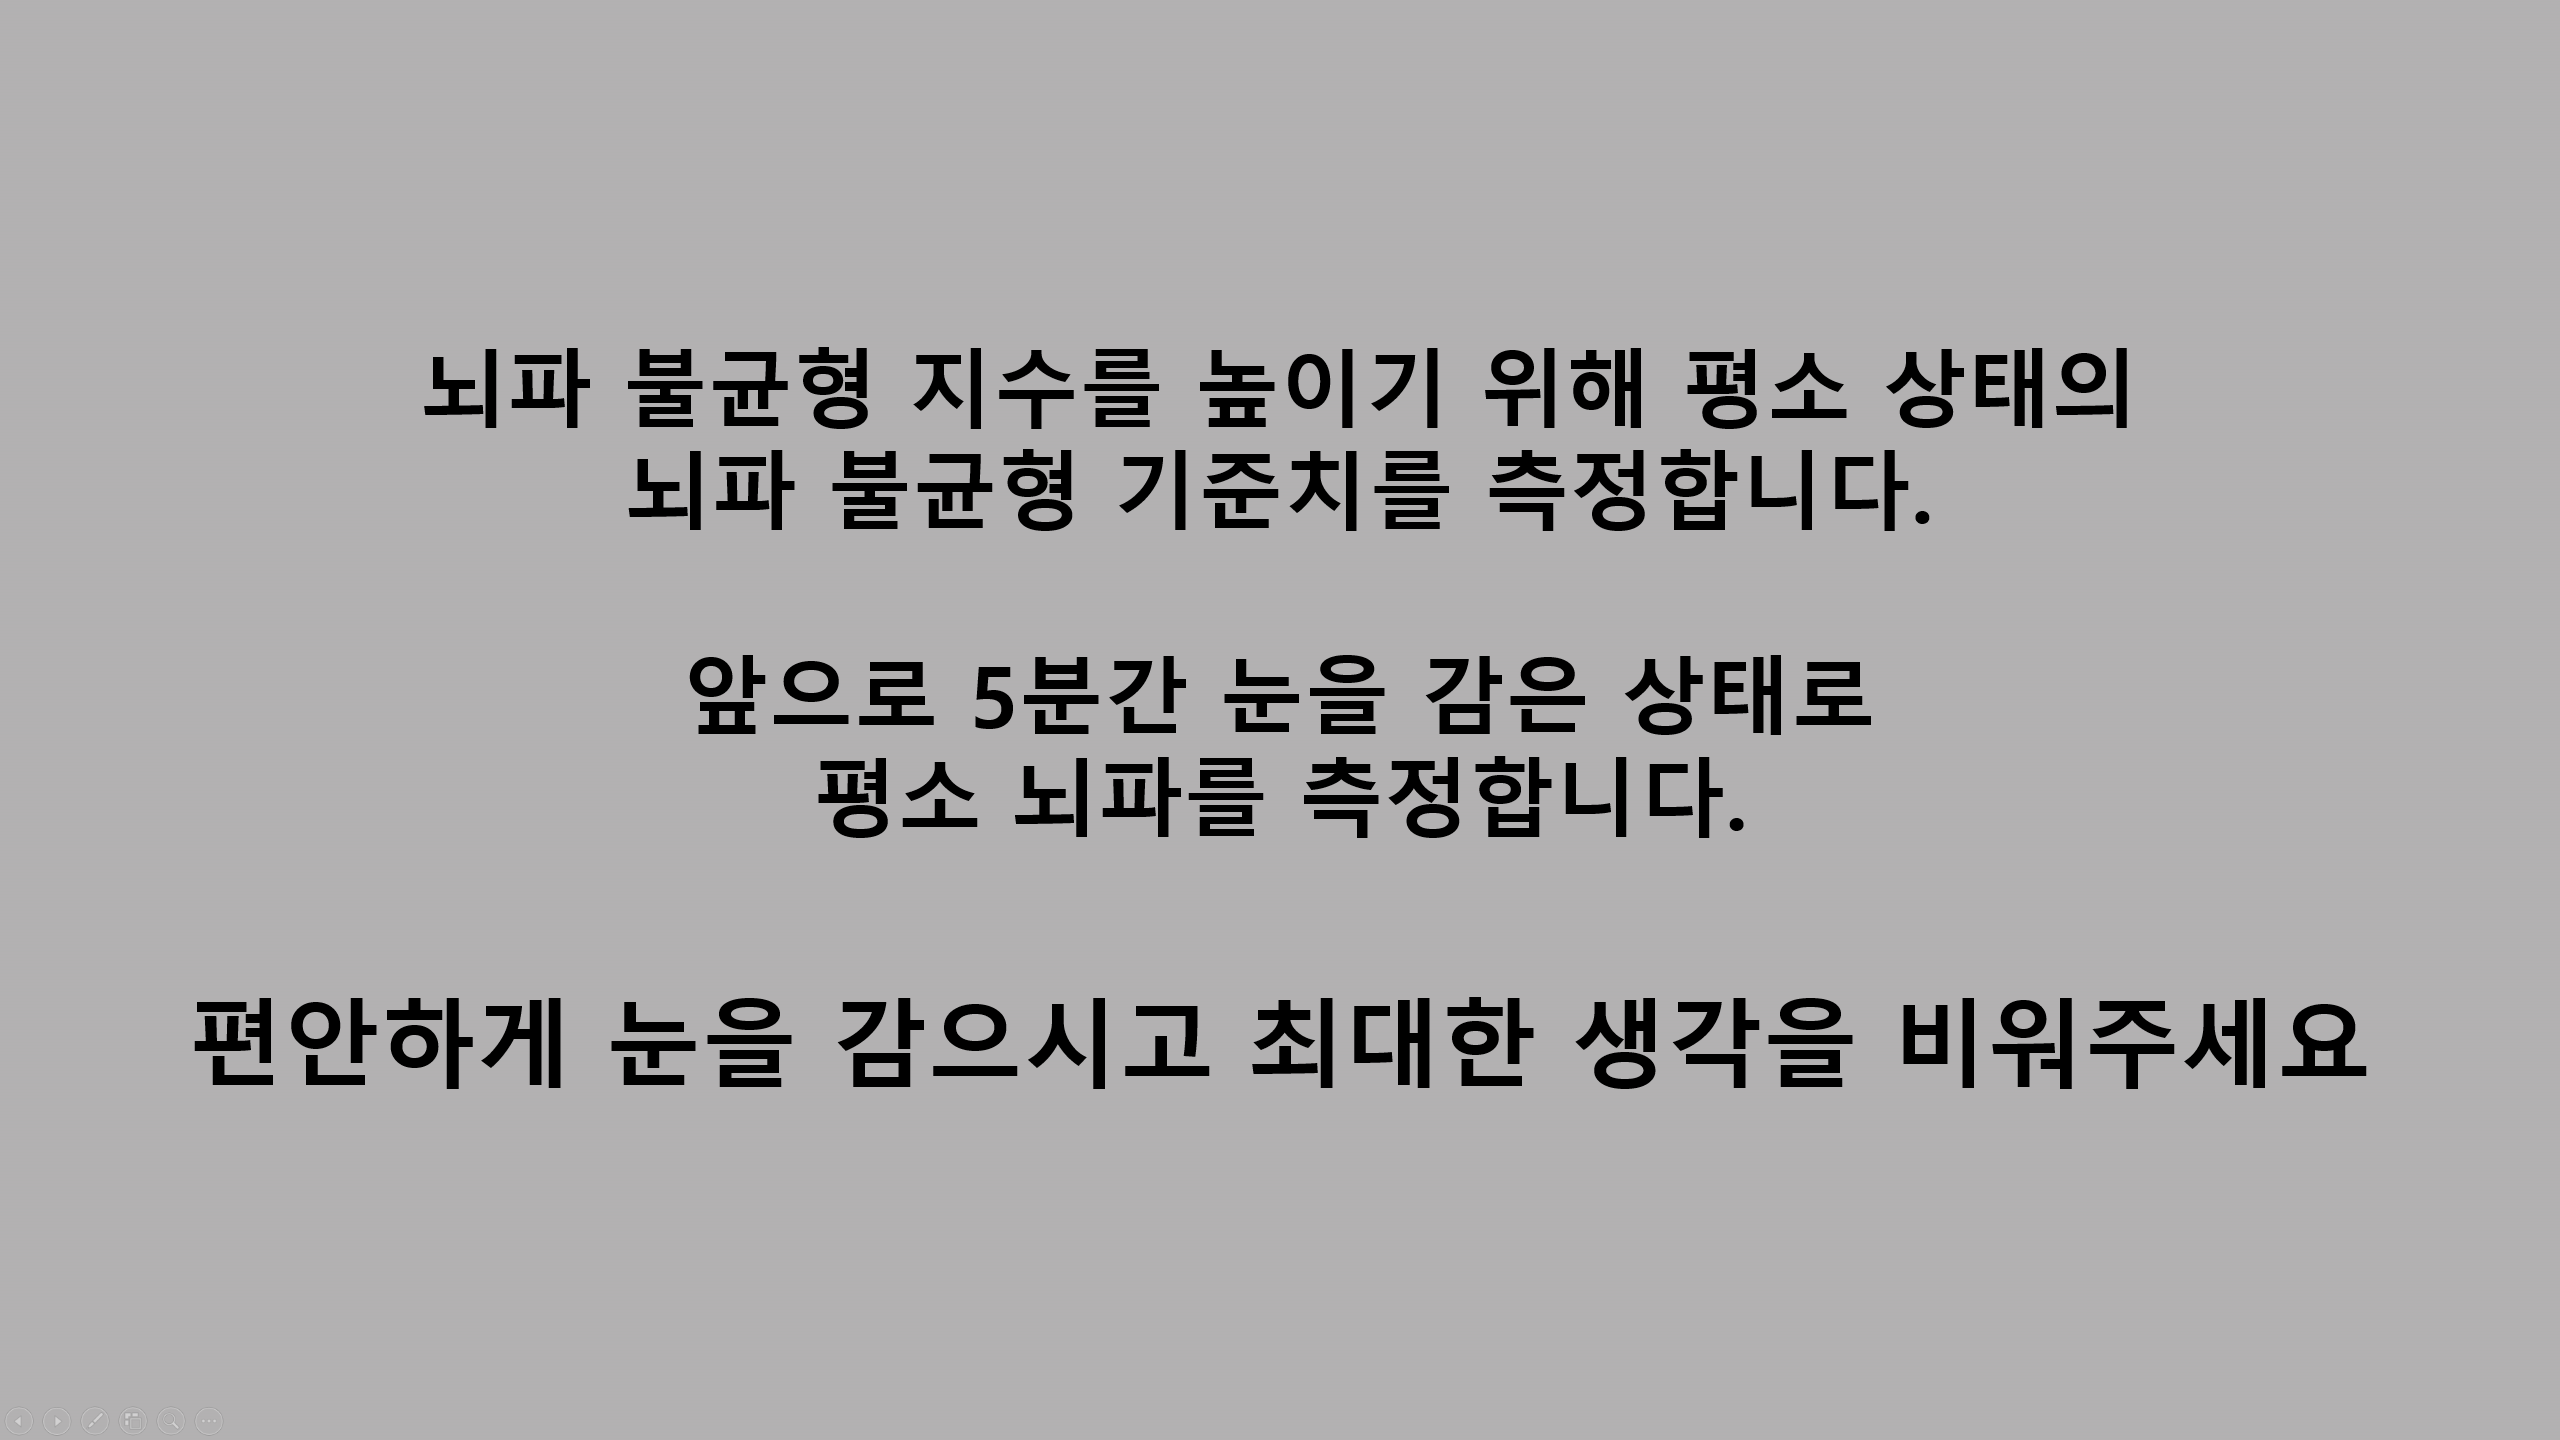 뇌파 불균형 지수를 높이기 위해 평소 상태의
뇌파 불균형 기준치를 측정합니다.
앞으로 5분간 눈을 감은 상태로
평소 뇌파를 측정합니다.
편안하게 눈을 감으시고 최대한 생각을 비워주세요